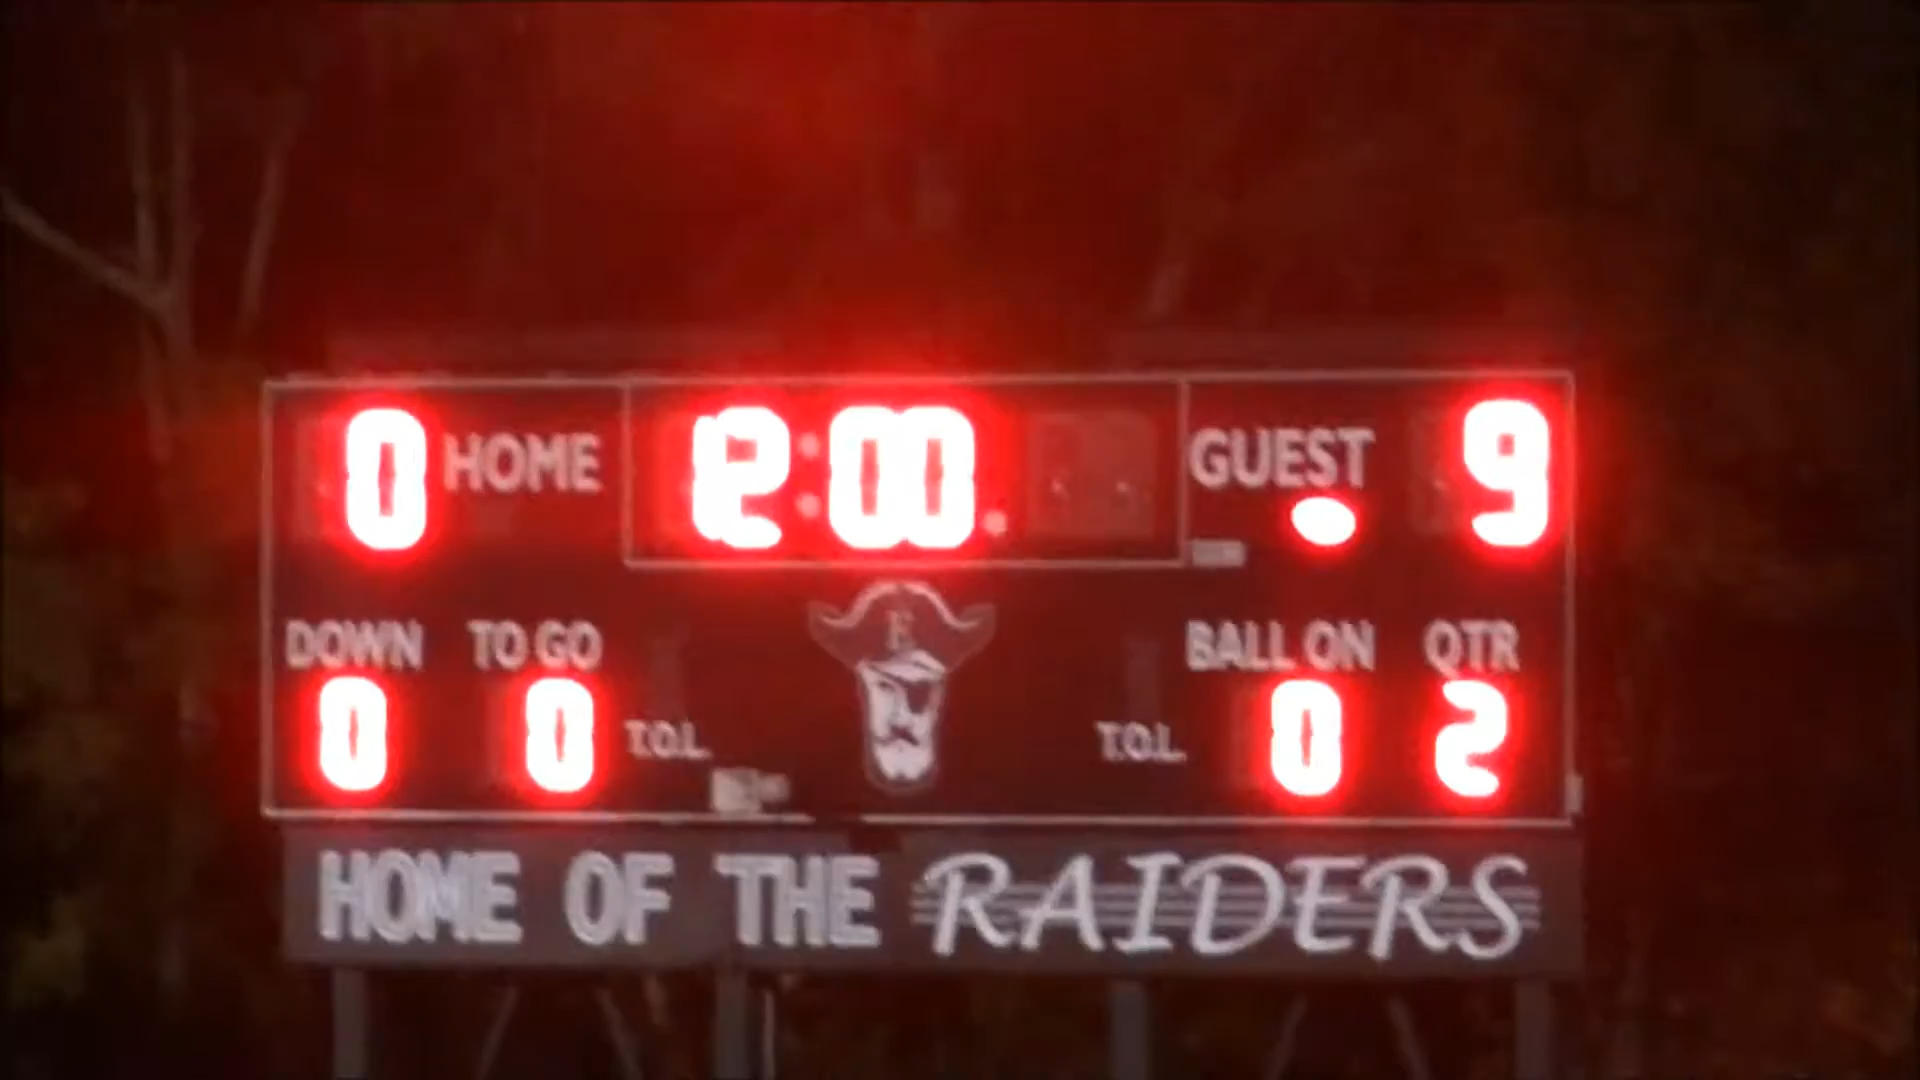 0 HOME 12:00 GUEST 9
DOWN TO GO BALL ON QTR
0 0 T.O.L. T.O.L. 0 2
E
HOME OF THE RAIDERS